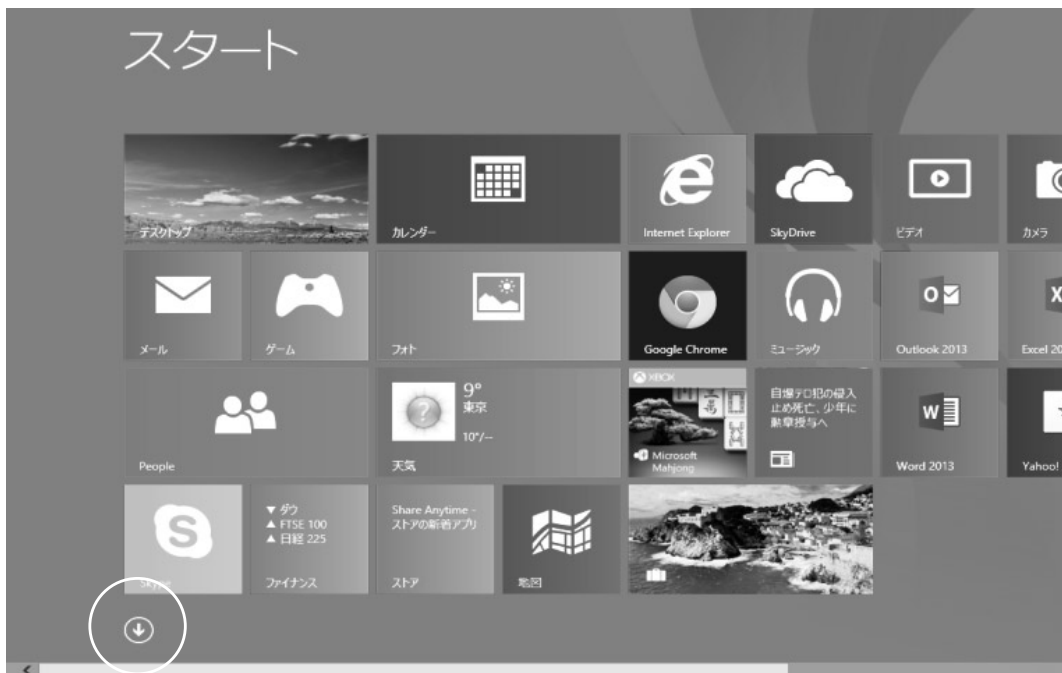 スタート
デスクトップ
カレンダー
Internet Explorer
SkyDrive
ビデオ
カメラ
メール
ゲーム
フォト
Google Chrome
ミュージック
Outlook 2013
Excel 20
People
9°
東京
10°/--
天気
XBOX
Microsoft
Mahjong
自爆テロ犯の侵入
止め死亡、少年に
勲章授与へ
Word 2013
Yahoo!
Skype
▼ ダウ
▲ FTSE 100
▲ 日経 225
ファイナンス
Share Anytime -
ストアの新着アプリ
ストア
地図